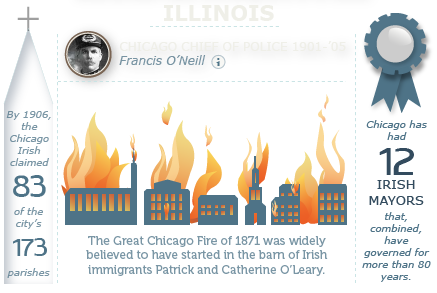 ILLINOIS
CHICAGO CHIEF OF POLICE 1901-'05
Francis O'Neill i
By 1906,
the
Chicago
Irish
claimed
83
of the
city's
173
parishes
The Great Chicago Fire of 1871 was widely
believed to have started in the barn of Irish
immigrants Patrick and Catherine O'Leary.
Chicago has
had
12
IRISH
MAYORS
that,
combined,
have
governed for
more than 80
years.